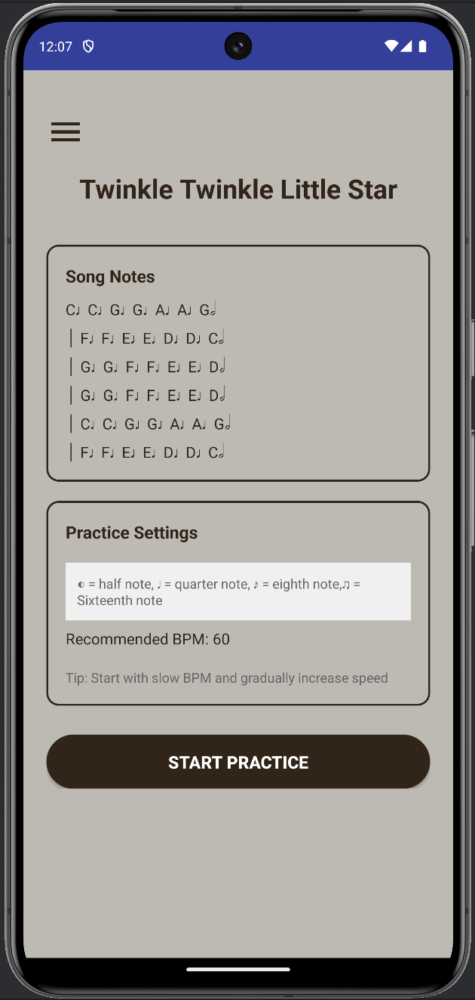 12:07
Twinkle Twinkle Little Star
Song Notes
C♩ C♩ G♩ G♩ A♩ A♩ G𝅗𝅥
| F♩ F♩ E♩ E♩ D♩ D♩ C𝅗𝅥
| G♩ G♩ F♩ F♩ E♩ E♩ D𝅗𝅥
| G♩ G♩ F♩ F♩ E♩ E♩ D𝅗𝅥
| C♩ C♩ G♩ G♩ A♩ A♩ G𝅗𝅥
| F♩ F♩ E♩ E♩ D♩ D♩ C𝅗𝅥
Practice Settings
◐ = half note, ♩ = quarter note, ♪ = eighth note,♫ =
Sixteenth note
Recommended BPM: 60
Tip: Start with slow BPM and gradually increase speed
START PRACTICE